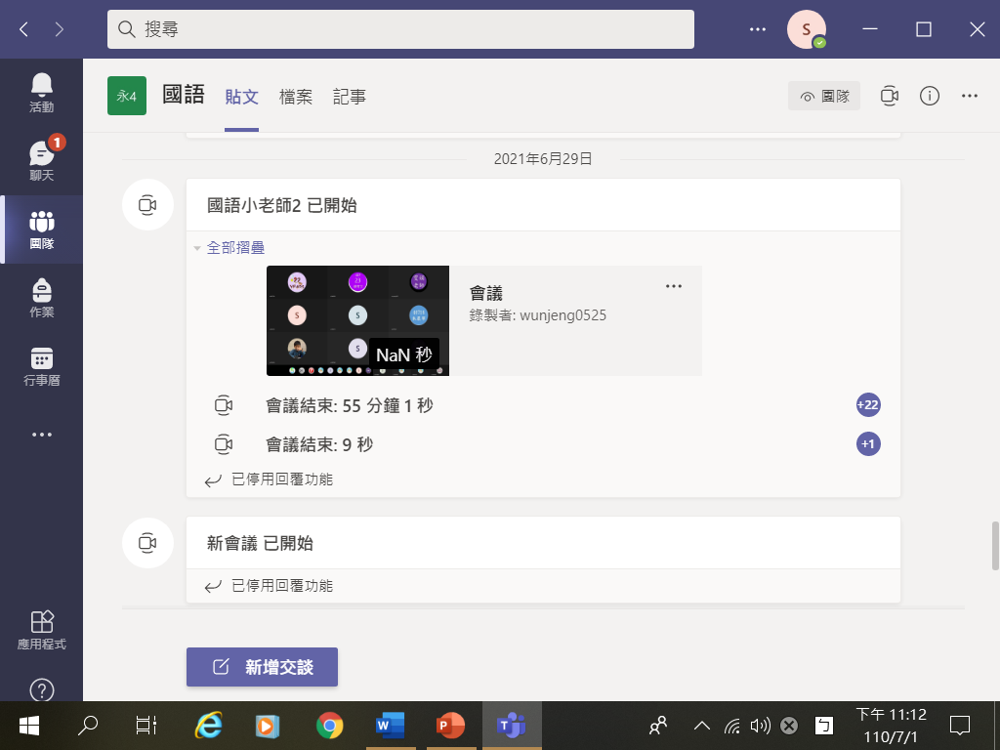 搜尋
S
活動
1
聊天
團隊
作業
行事曆
應用程式
永4
國語
貼文
檔案
記事
團隊
2021年6月29日
國語小老師2 已開始
全部摺疊
S
S
S
NaN 秒
會議
錄製者: wunjeng0525
會議結束: 55 分鐘 1 秒
+22
會議結束: 9 秒
+1
已停用回覆功能
新會議 已開始
已停用回覆功能
新增交談
下午 11:12
110/7/1